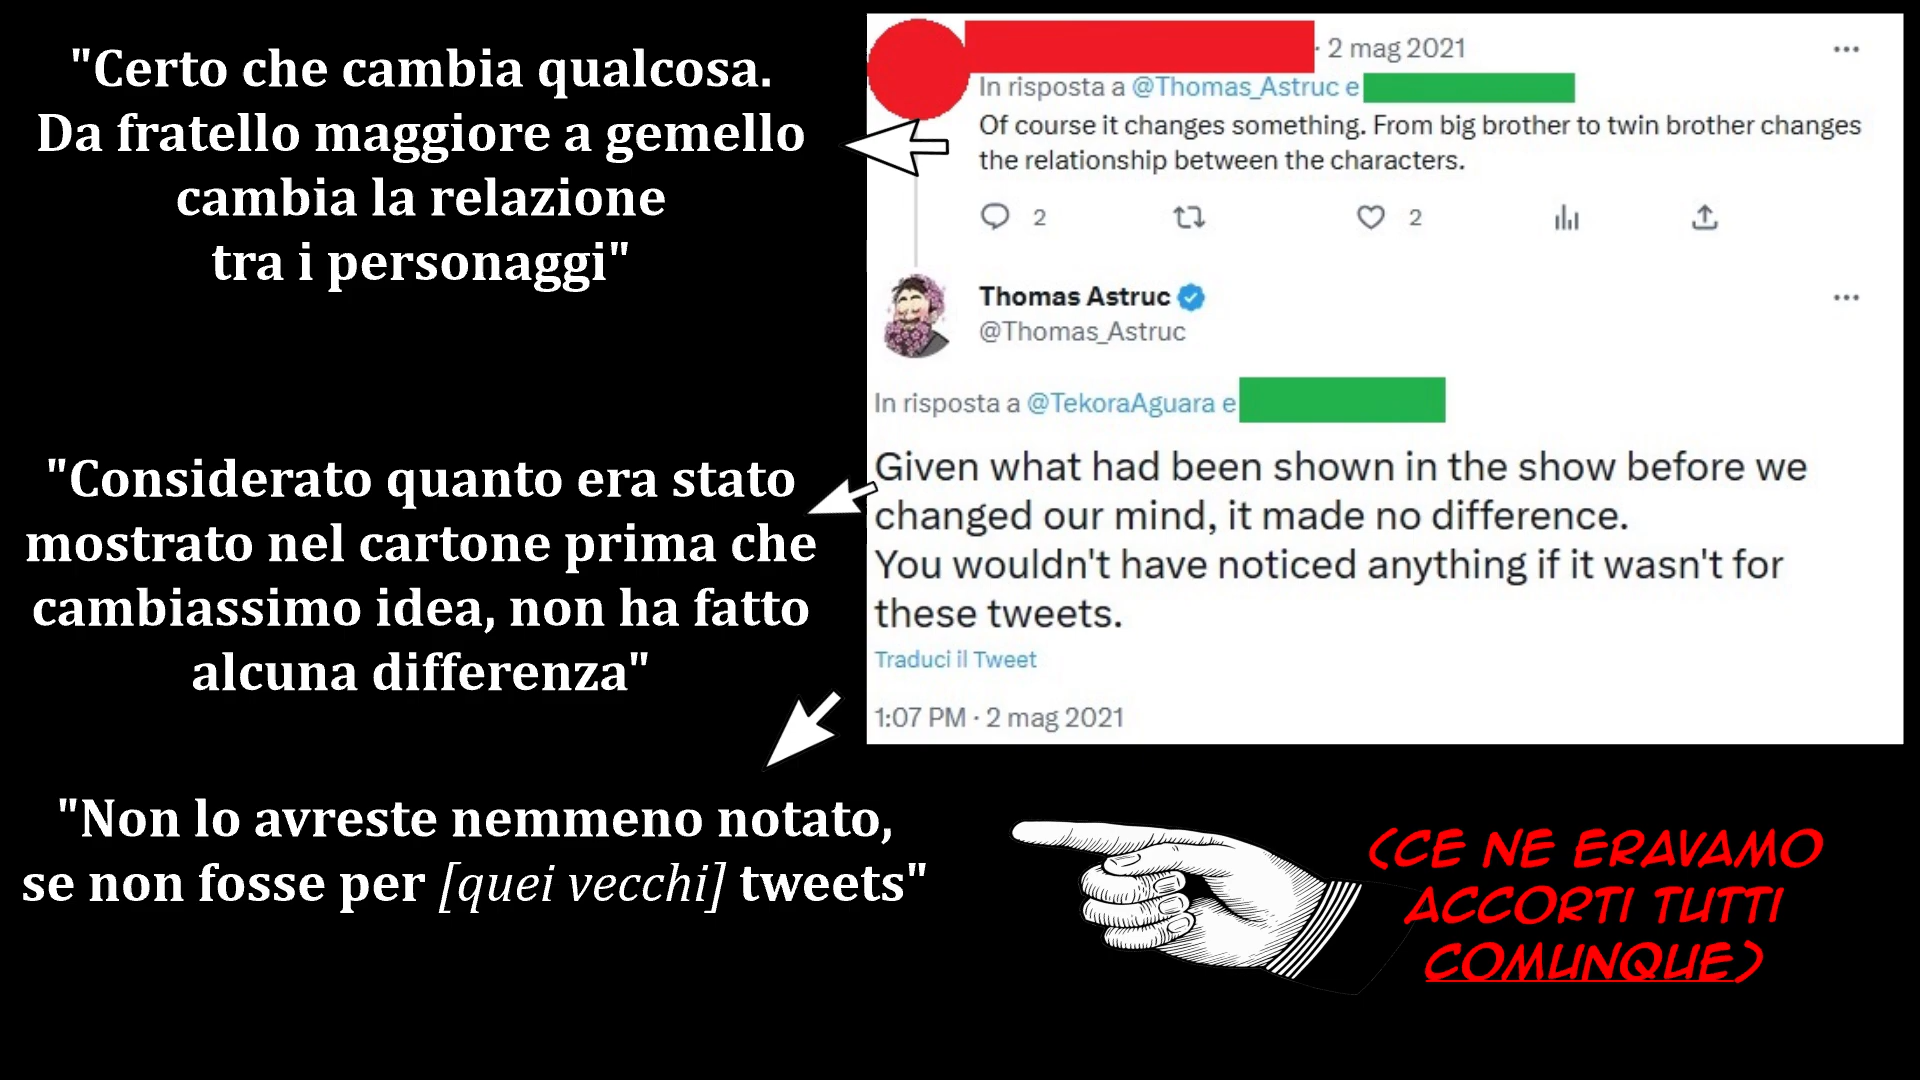 "Certo che cambia qualcosa.
Da fratello maggiore a gemello
cambia la relazione
tra i personaggi"
· 2 mag 2021
In risposta a @Thomas_Astruc e
Of course it changes something. From big brother to twin brother changes
the relationship between the characters.
2
2
Thomas Astruc
@Thomas_Astruc
In risposta a @TekoraAguara e
"Considerato quanto era stato
mostrato nel cartone prima che
cambiassimo idea, non ha fatto
alcuna differenza"
Given what had been shown in the show before we
changed our mind, it made no difference.
You wouldn't have noticed anything if it wasn't for
these tweets.
Traduci il Tweet
1:07 PM · 2 mag 2021
"Non lo avreste nemmeno notato,
se non fosse per [quei vecchi] tweets"
(CE NE ERAVAMO
ACCORTI TUTTI
COMUNQUE)